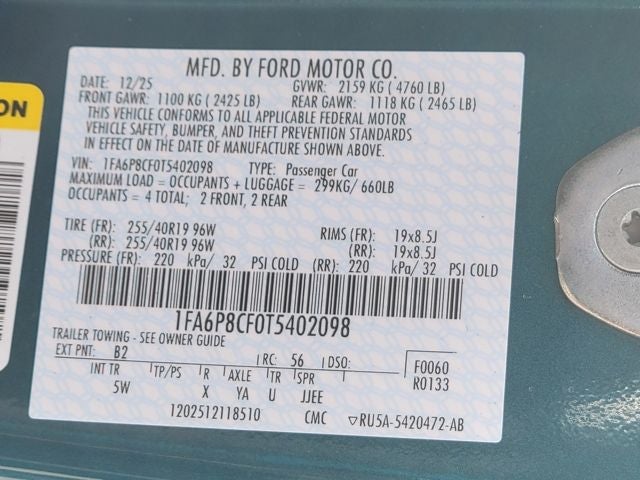 ION
MFD. BY FORD MOTOR CO.
DATE: 12/25 GVWR: 2159 KG ( 4760 LB)
FRONT GAWR: 1100 KG ( 2425 LB) REAR GAWR: 1118 KG ( 2465 LB)
THIS VEHICLE CONFORMS TO ALL APPLICABLE FEDERAL MOTOR
VEHICLE SAFETY, BUMPER, AND THEFT PREVENTION STANDARDS
IN EFFECT ON THE DATE OF MANUFACTURE SHOWN ABOVE.
VIN: 1FA6P8CF0T5402098 TYPE: Passenger Car
MAXIMUM LOAD = OCCUPANTS + LUGGAGE = 299KG/ 660LB
OCCUPANTS = 4 TOTAL; 2 FRONT, 2 REAR
TIRE (FR): 255/40R19 96W RIMS (FR): 19x8.5J
(RR): 255/40R19 96W (RR): 19x8.5J
PRESSURE (FR): 220 kPa/ 32 PSI COLD (RR): 220 kPa/ 32 PSI COLD
1FA6P8CF0T5402098
TRAILER TOWING - SEE OWNER GUIDE
EXT PNT: B2 RC: 56 DSO: F0060
R0133
INT TR TP/PS R AXLE TR SPR
5W X YA U JJEE
1202512118510 CMC ▽RU5A-5420472-AB